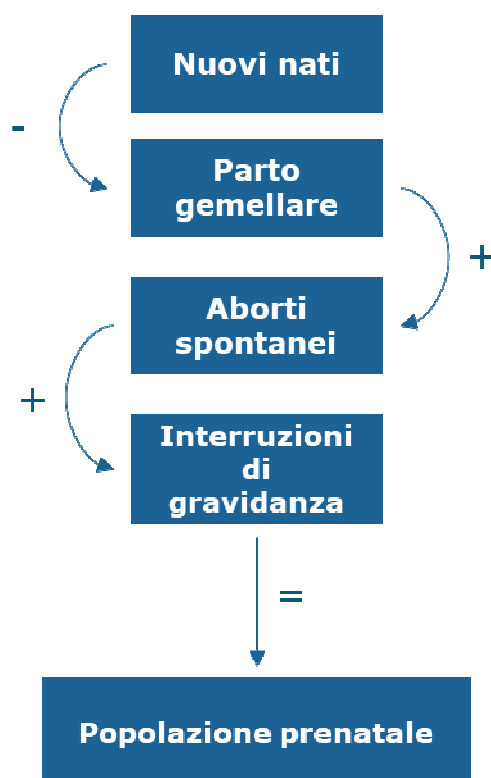 Nuovi nati
-
Parto
gemellare
+
Aborti
spontanei
+
Interruzioni
di
gravidanza
=
Popolazione prenatale